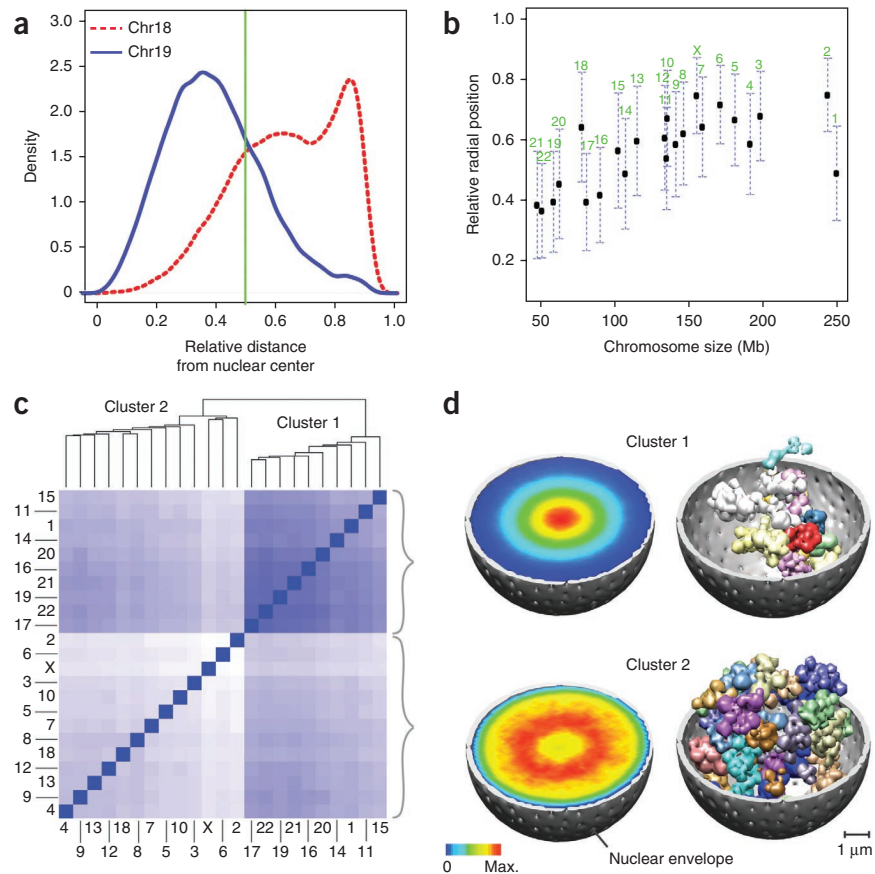 a
Chr18
Chr19
3.0
2.5
2.0
1.5
1.0
0.5
0
Density
0 0.2 0.4 0.6 0.8 1.0
Relative distance
from nuclear center
b
1.0
0.8
0.6
0.4
0.2
Relative radial position
21
22
19
20
18
17
16
15
14
13
12
11
10
9
8
X
7
6
5
4
3
2
1
50 100 150 200 250
Chromosome size (Mb)
c
Cluster 2
Cluster 1
15
11
1
14
20
16
21
19
22
17
2
6
X
3
10
5
7
8
18
12
13
9
4
4 13 18 7 10 X 2 22 21 20 1 15
9 12 8 5 3 6 17 19 16 14 11
d
Cluster 1
Cluster 2
0 Max.
Nuclear envelope
1 μm